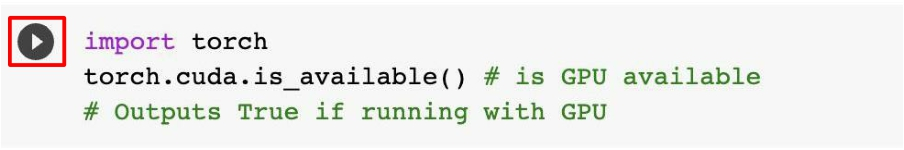 import torch
torch.cuda.is_available() # is GPU available
# Outputs True if running with GPU